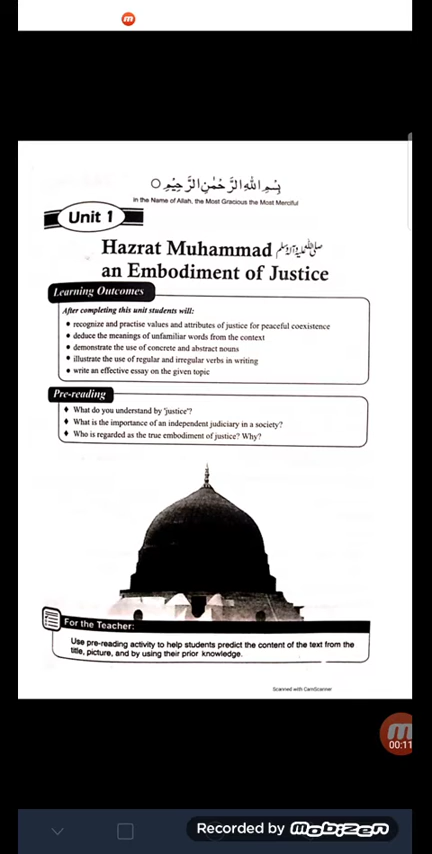 بِسْمِ اللهِ الرَّحْمٰنِ الرَّحِيْمِ
In the Name of Allah, the Most Gracious the Most Merciful
Unit 1
Hazrat Muhammad صلى الله عليه وآله وسلم
an Embodiment of Justice
Learning Outcomes
After completing this unit students will:
• recognize and practise values and attributes of justice for peaceful coexistence
• deduce the meanings of unfamiliar words from the context
• demonstrate the use of concrete and abstract nouns
• illustrate the use of regular and irregular verbs in writing
• write an effective essay on the given topic
Pre-reading
♦ What do you understand by 'justice'?
♦ What is the importance of an independent judiciary in a society?
♦ Who is regarded as the true embodiment of justice? Why?
For the Teacher:
Use pre-reading activity to help students predict the content of the text from the
title, picture, and by using their prior knowledge.
Scanned with CamScanner
m
00:11
Recorded by Mobizen